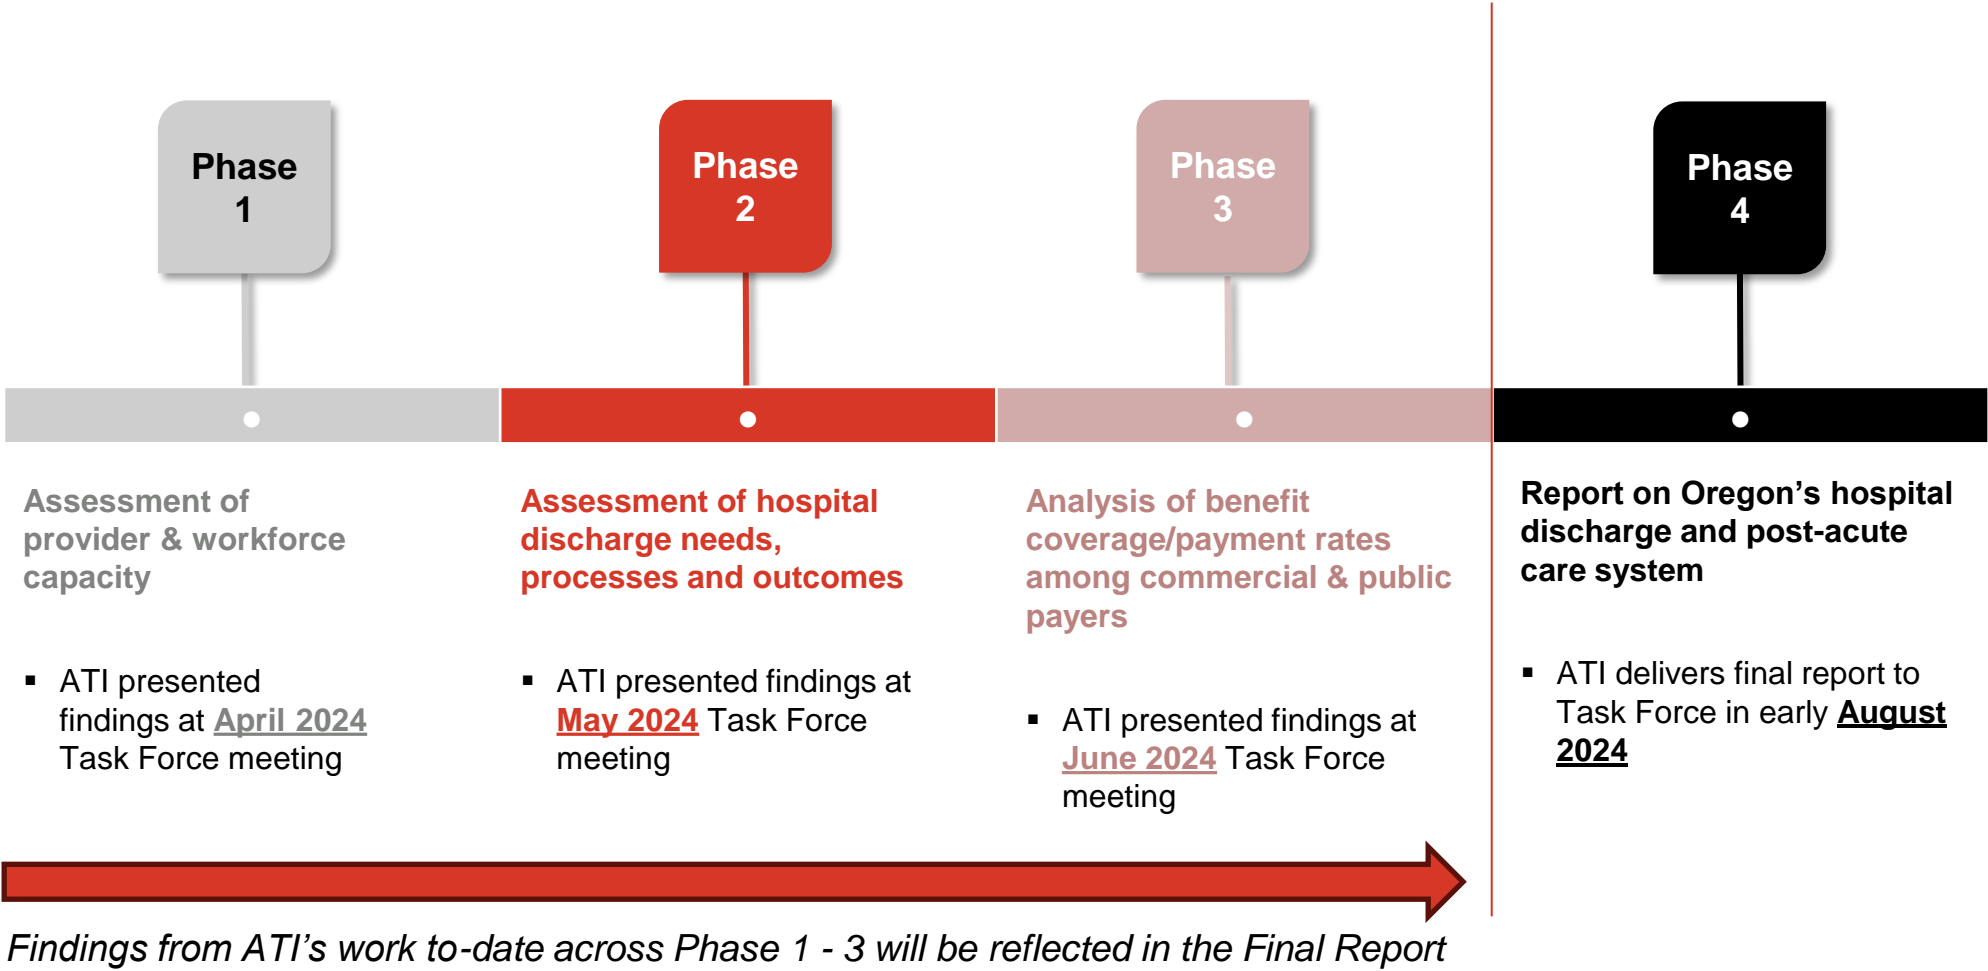 Phase
1
Phase
2
Phase
3
Phase
4
Assessment of
provider & workforce
capacity
▪ ATI presented
findings at April 2024
Task Force meeting
Assessment of hospital
discharge needs,
processes and outcomes
▪ ATI presented findings at
May 2024 Task Force
meeting
Analysis of benefit
coverage/payment rates
among commercial & public
payers
▪ ATI presented findings at
June 2024 Task Force
meeting
Report on Oregon’s hospital
discharge and post-acute
care system
▪ ATI delivers final report to
Task Force in early August
2024
Findings from ATI’s work to-date across Phase 1 - 3 will be reflected in the Final Report